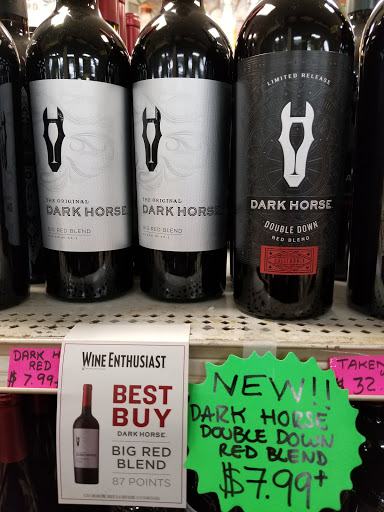 THE ORIGINAL
DARK HORSE
BIG RED BLEND
THE ORIGINAL
DARK HORSE
BIG RED BLEND
LIMITED RELEASE
DARK HORSE
DOUBLE DOWN
RED BLEND
CALIFORNIA
DARK H
RED
$7.99
WINE ENTHUSIAST
BEST
BUY
DARK HORSE
BIG RED
BLEND
87 POINTS
NEW!!
DARK HORSE
DOUBLE DOWN
RED BLEND
$7.99+
TAKE
$32.